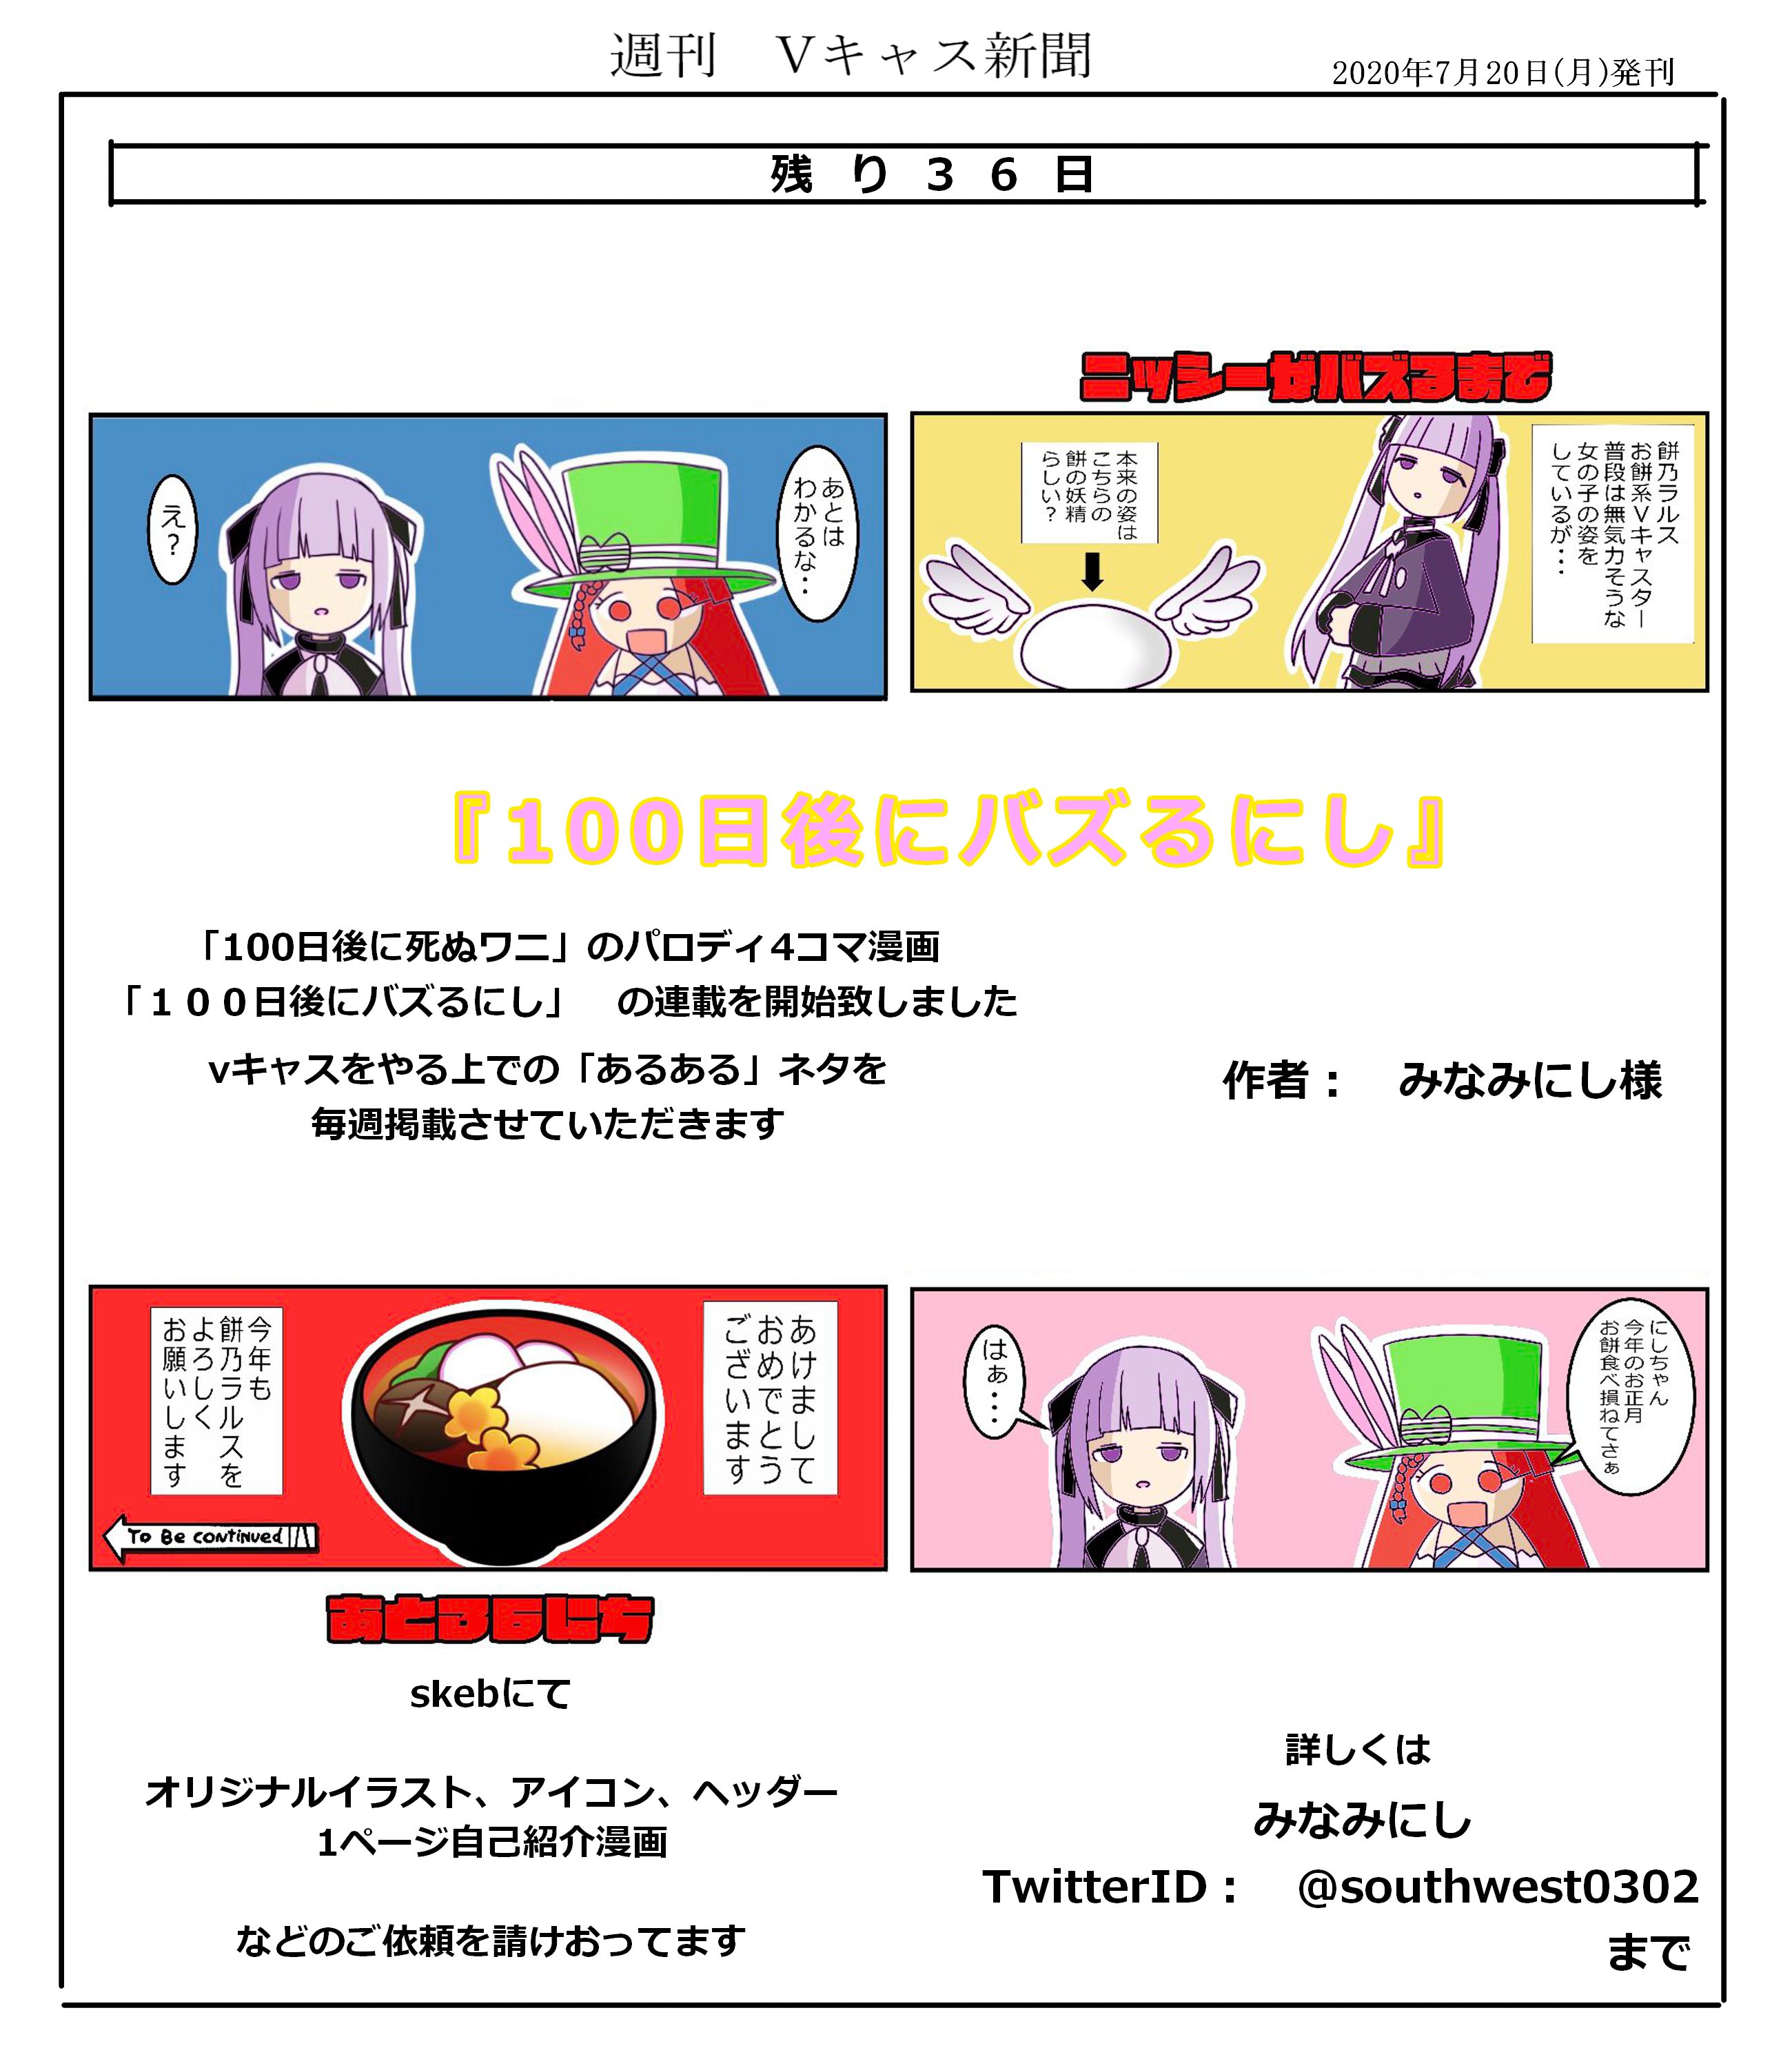 週刊　Vキャス新聞
2020年7月20日(月)発刊
残り３６日
ニッシーがバズるまで
餅乃ラルス
お餅系Ｖキャスター
普段は無気力そうな
女の子の姿を
しているが・・・
本来の姿は
こちらの
餅の妖精
らしい？
あとは
わかるな・・
え？
『100日後にバズるにし』
「100日後に死ぬワニ」のパロディ4コマ漫画
「１００日後にバズるにし」　の連載を開始致しました
vキャスをやる上での「あるある」ネタを
毎週掲載させていただきます
作者：　みなみにし様
にしちゃん
今年のお正月
お餅食べ損ねてさぁ
はぁ・・・
あけまして
おめでとう
ございます
今年も
餅乃ラルスを
よろしく
お願いします
To Be continued
skebにて
オリジナルイラスト、アイコン、ヘッダー
1ページ自己紹介漫画
などのご依頼を請けおってます
詳しくは
みなみにし
TwitterID：　@southwest0302
まで